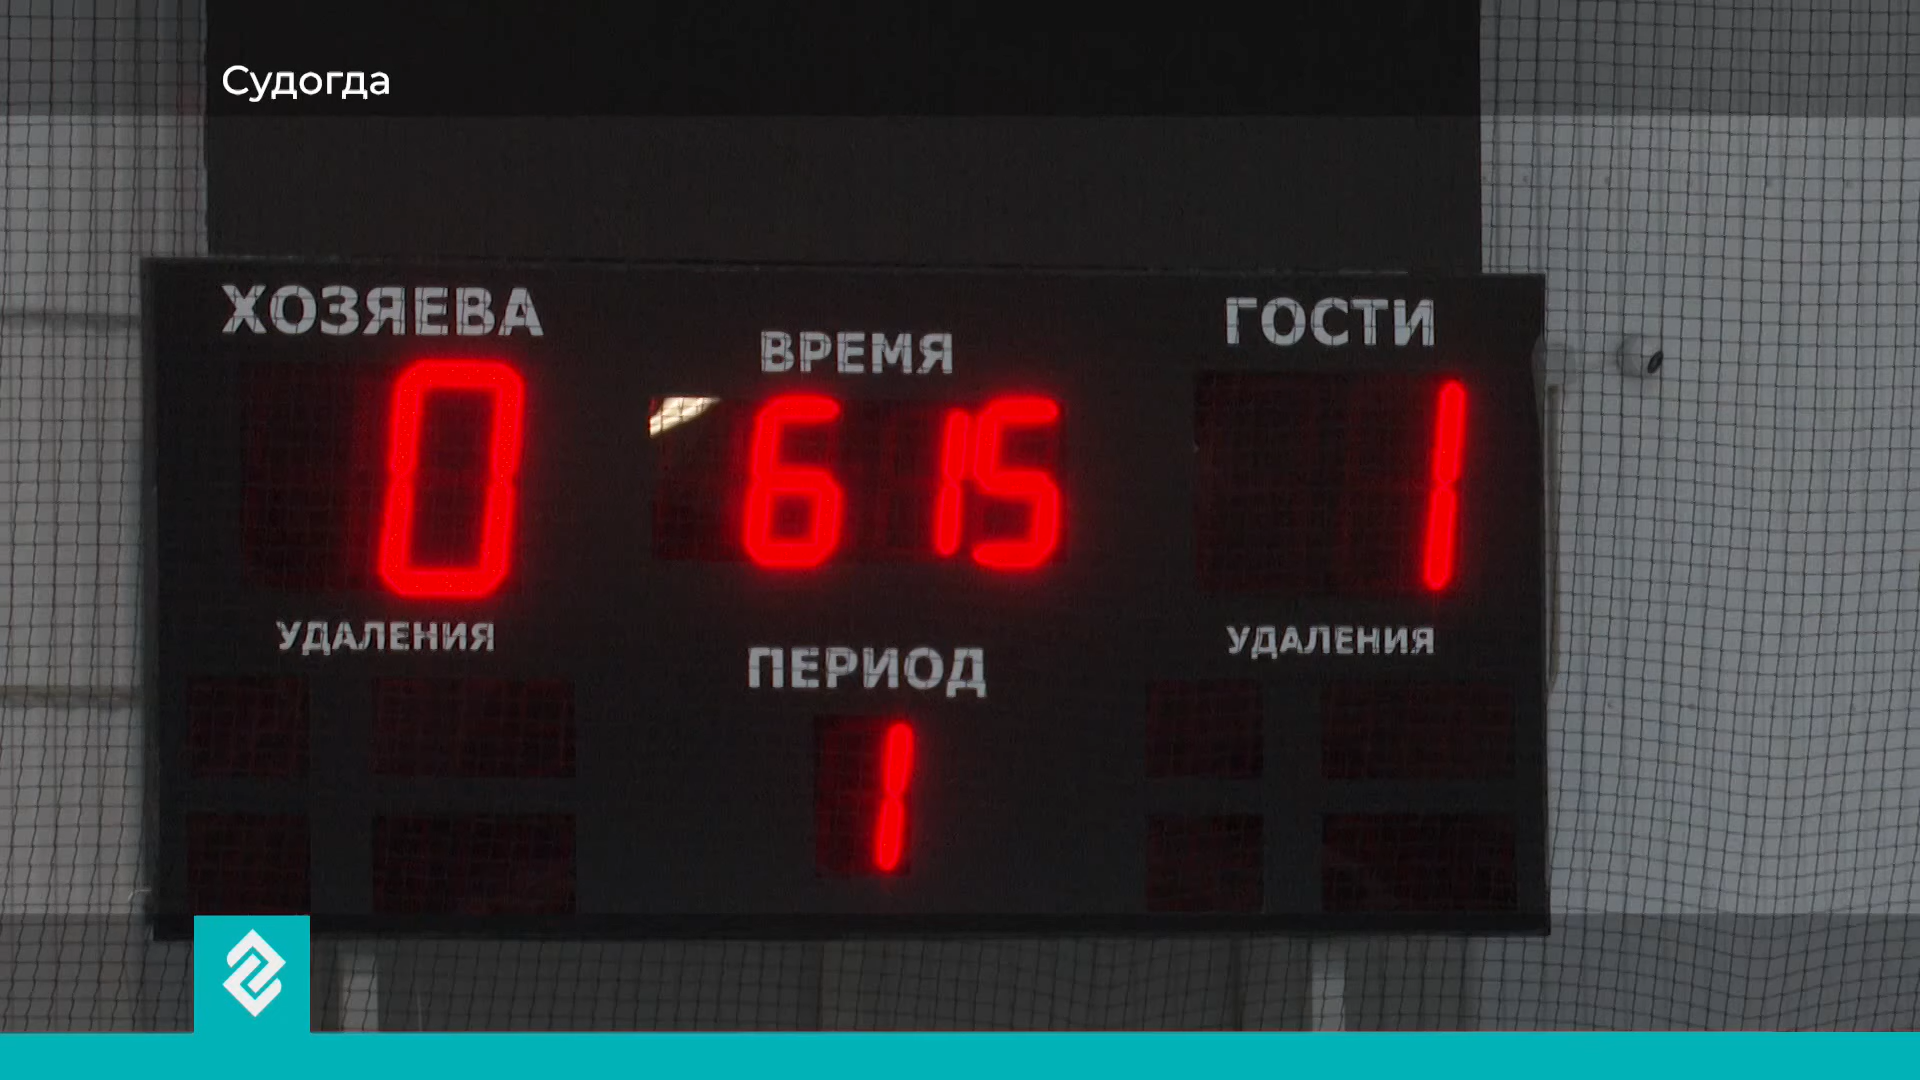 Судогда
ХОЗЯЕВА
ВРЕМЯ
ГОСТИ
0
6 15
1
УДАЛЕНИЯ
ПЕРИОД
УДАЛЕНИЯ
1